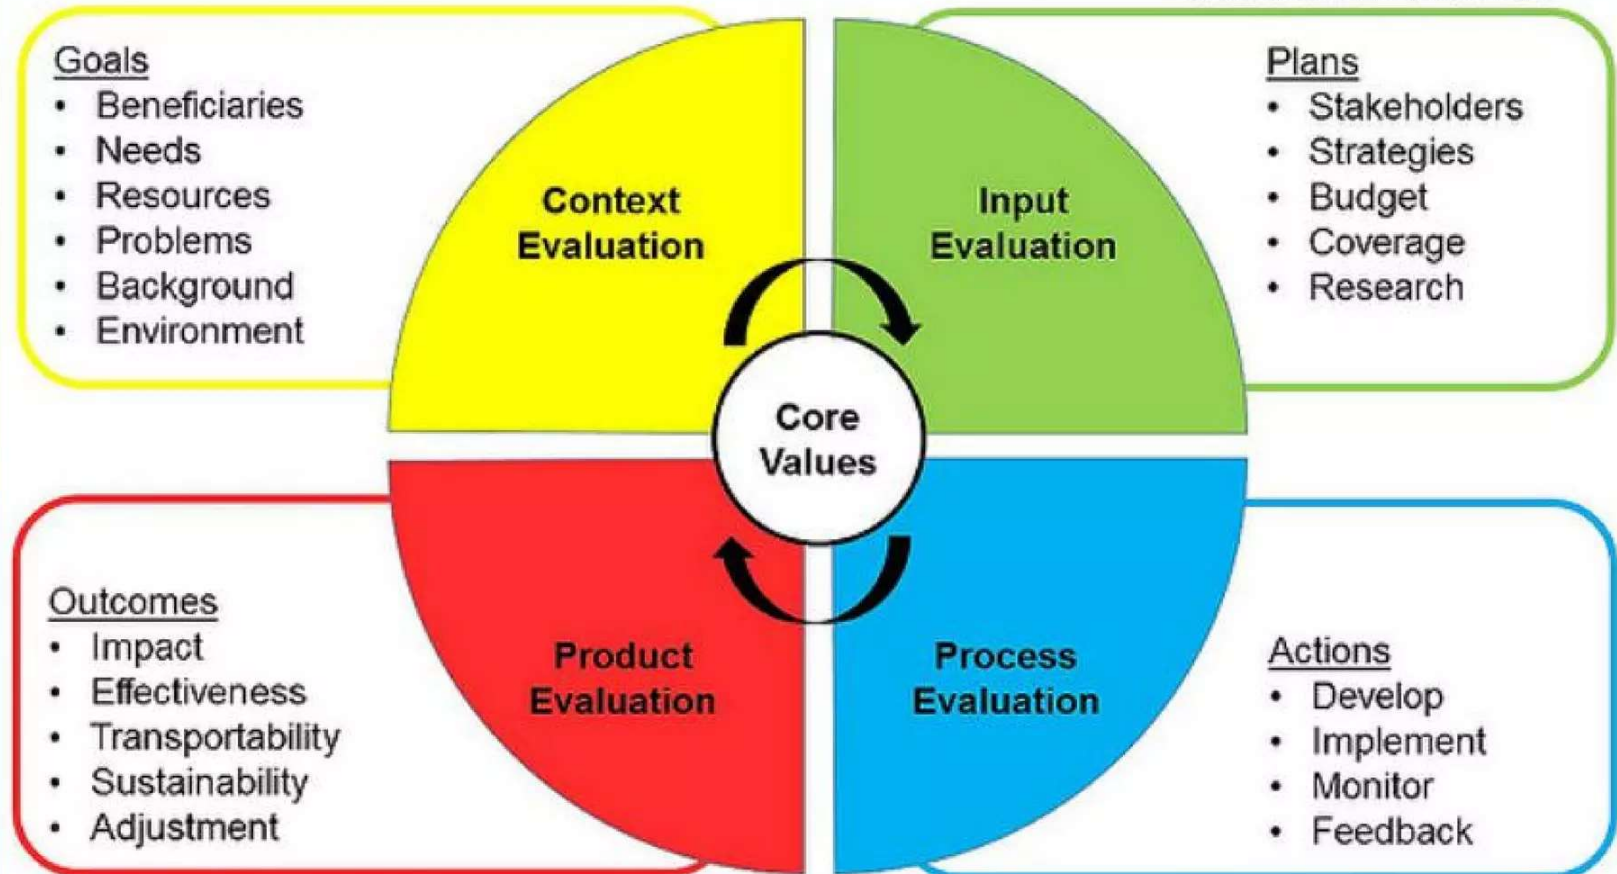 Goals
• Beneficiaries
• Needs
• Resources
• Problems
• Background
• Environment
Context
Evaluation
Input
Evaluation
Plans
• Stakeholders
• Strategies
• Budget
• Coverage
• Research
Core
Values
Outcomes
• Impact
• Effectiveness
• Transportability
• Sustainability
• Adjustment
Product
Evaluation
Process
Evaluation
Actions
• Develop
• Implement
• Monitor
• Feedback